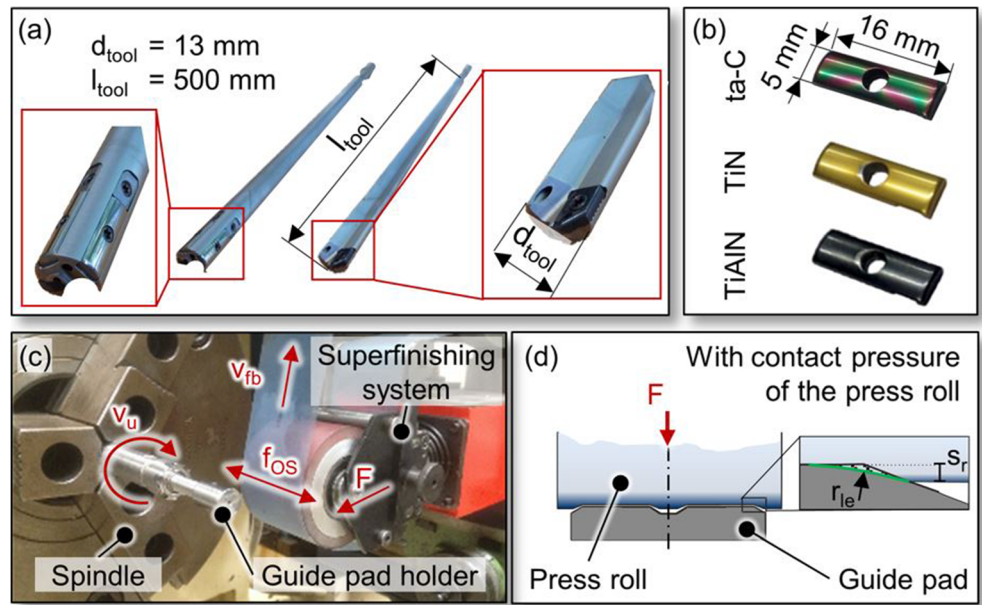 (a)
d_tool = 13 mm
l_tool = 500 mm
l_tool
d_tool
(b)
16 mm
5 mm
ta-C
TiN
TiAlN
(c)
Superfinishing
system
v_fb
v_u
f_OS
F
Spindle
Guide pad holder
(d)
With contact pressure
of the press roll
F
s_r
r_le
Press roll
Guide pad